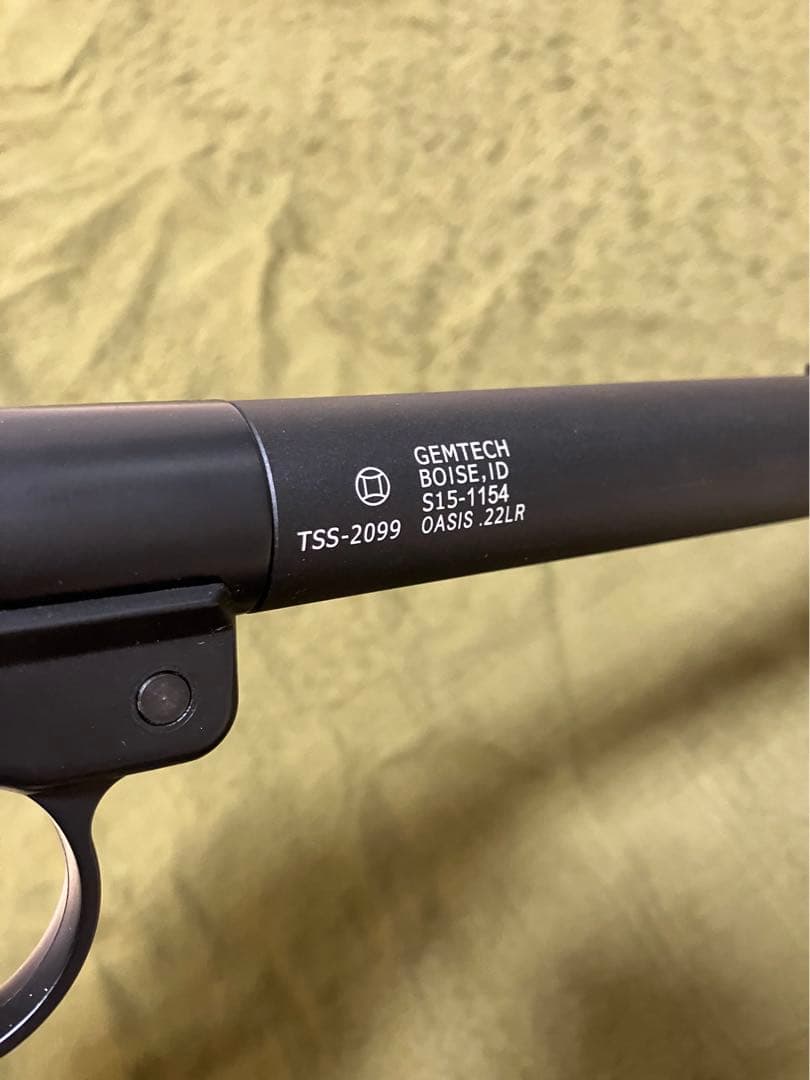 GEMTECH
BOISE,ID
S15-1154
OASIS .22LR
TSS-2099